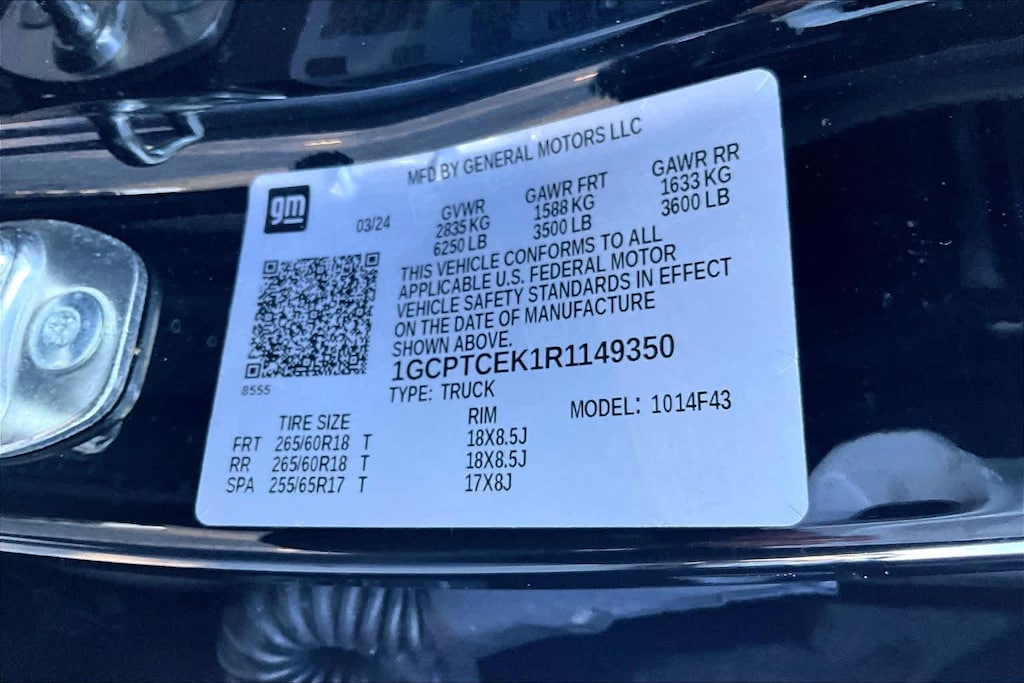 MFD BY GENERAL MOTORS LLC
gm
03/24
GVWR
2835 KG
6250 LB
GAWR FRT
1588 KG
3500 LB
GAWR RR
1633 KG
3600 LB
THIS VEHICLE CONFORMS TO ALL
APPLICABLE U.S. FEDERAL MOTOR
VEHICLE SAFETY STANDARDS IN EFFECT
ON THE DATE OF MANUFACTURE
SHOWN ABOVE.
1GCPTCEK1R1149350
8555
TYPE: TRUCK
MODEL: 1014F43
TIRE SIZE RIM
FRT 265/60R18 T 18X8.5J
RR 265/60R18 T 18X8.5J
SPA 255/65R17 T 17X8J